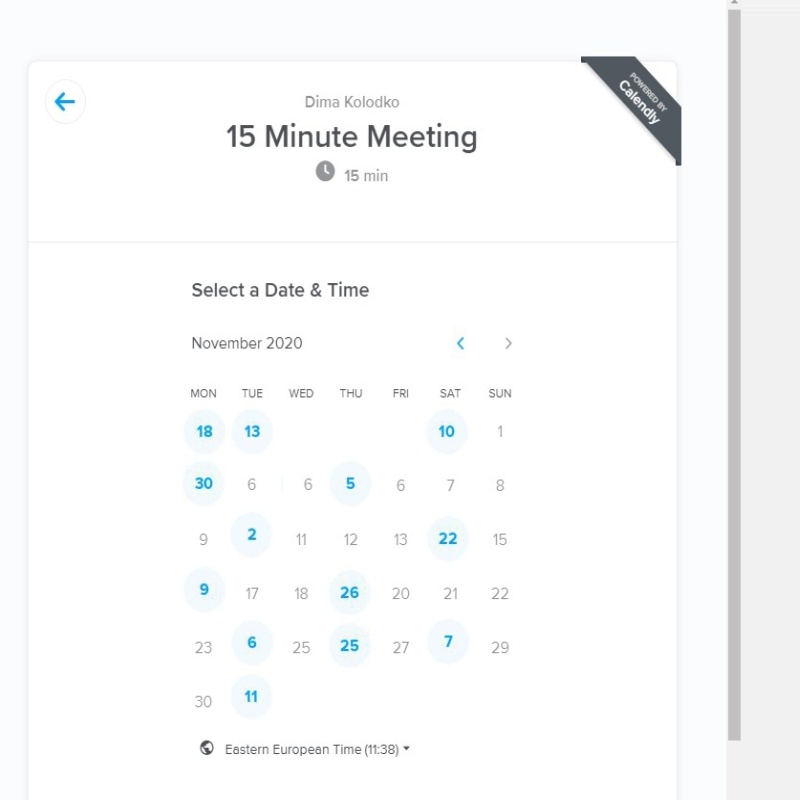 POWERED BY
Calendly
Dima Kolodko
15 Minute Meeting
15 min
Select a Date & Time
November 2020
MON TUE WED THU FRI SAT SUN
18 13 10 1
30 6 6 5 6 7 8
9 2 11 12 13 22 15
9 17 18 26 20 21 22
23 6 25 25 27 7 29
30 11
Eastern European Time (11:38)